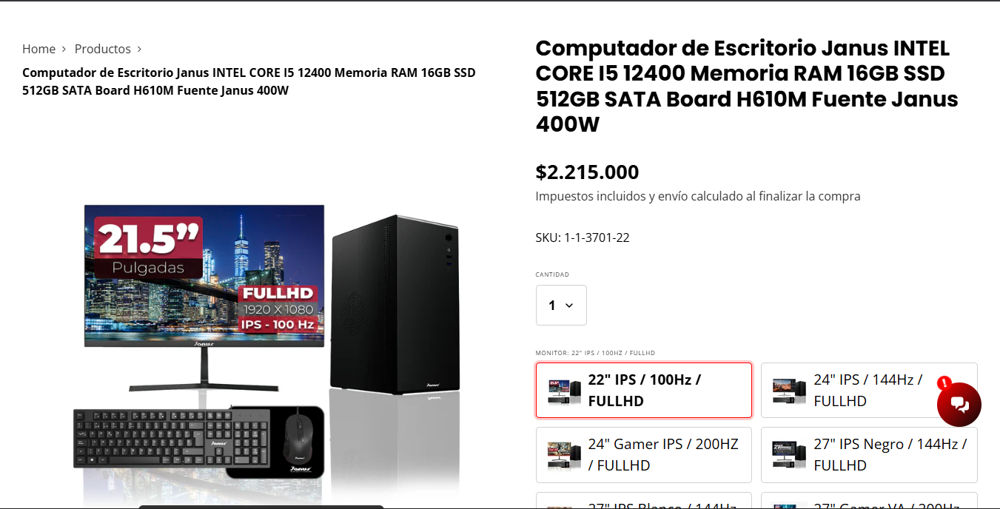 Home > Productos >
Computador de Escritorio Janus INTEL CORE I5 12400 Memoria RAM 16GB SSD
512GB SATA Board H610M Fuente Janus 400W
21.5”
Pulgadas
FULLHD
1920 X 1080
IPS - 100 Hz
Janus
Janus
Janus
Janus
Computador de Escritorio Janus INTEL
CORE I5 12400 Memoria RAM 16GB SSD
512GB SATA Board H610M Fuente Janus
400W
$2.215.000
Impuestos incluidos y envío calculado al finalizar la compra
SKU: 1-1-3701-22
CANTIDAD
1
MONITOR: 22" IPS / 100HZ / FULLHD
22" IPS / 100Hz /
FULLHD
24" IPS / 144Hz /
FULLHD
1
24" Gamer IPS / 200HZ
/ FULLHD
27" IPS Negro / 144Hz /
FULLHD
27" IPS Blanco / 144Hz
27" Gamer VA / 200Hz